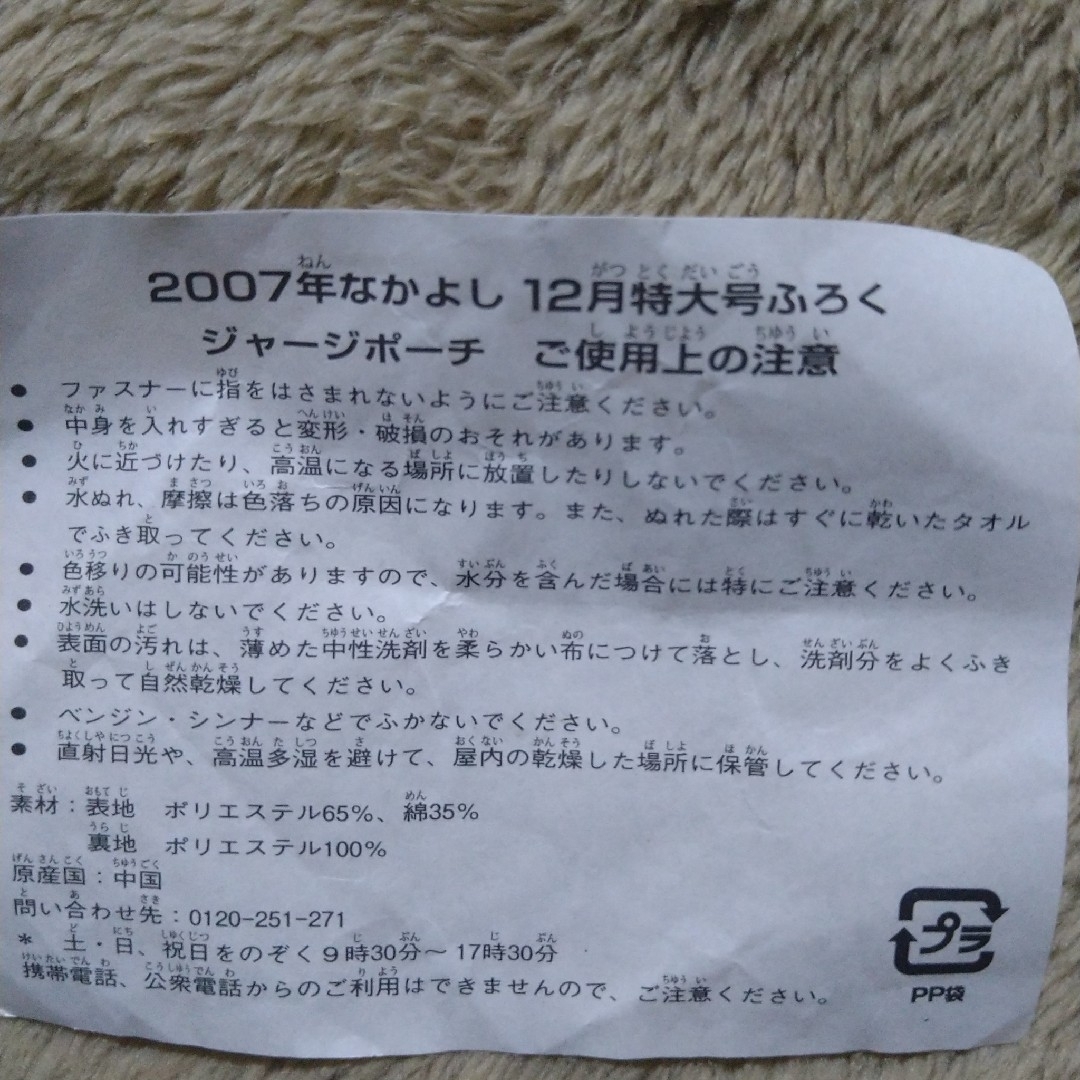 2007年なかよし 12月特大号ふろく
ジャージポーチ ご使用上の注意
● ファスナーに指をはさまれないようにご注意ください。
● 中身を入れすぎると変形・破損のおそれがあります。
● 火に近づけたり、高温になる場所に放置したりしないでください。
● 水ぬれ、摩擦は色落ちの原因になります。また、ぬれた際はすぐに乾いたタオル
でふき取ってください。
● 色移りの可能性がありますので、水分を含んだ場合には特にご注意ください。
● 水洗いはしないでください。
● 表面の汚れは、薄めた中性洗剤を柔らかい布につけて落とし、洗剤分をよくふき
取って自然乾燥してください。
● ベンジン・シンナーなどでふかないでください。
● 直射日光や、高温多湿を避けて、屋内の乾燥した場所に保管してください。
素材：表地 ポリエステル65%、綿35%
裏地 ポリエステル100%
原産国：中国
問い合わせ先：0120-251-271
＊ 土・日、祝日をのぞく9時30分〜17時30分
携帯電話、公衆電話からのご利用はできませんので、ご注意ください。
プラ
PP袋